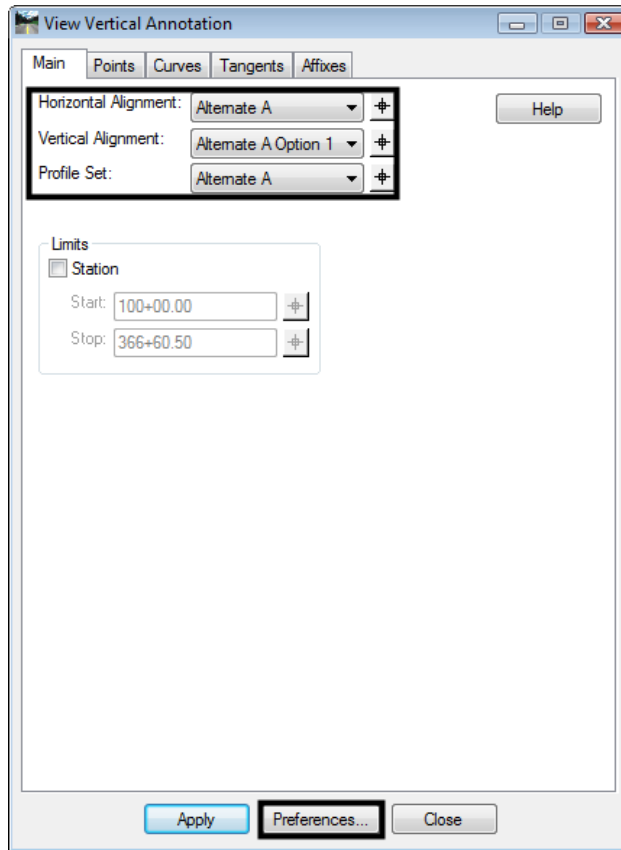 View Vertical Annotation
Main Points Curves Tangents Affixes
Horizontal Alignment: Alternate A
Help
Vertical Alignment: Alternate A Option 1
Profile Set: Alternate A
Limits
Station
Start: 100+00.00
Stop: 366+60.50
Apply Preferences... Close